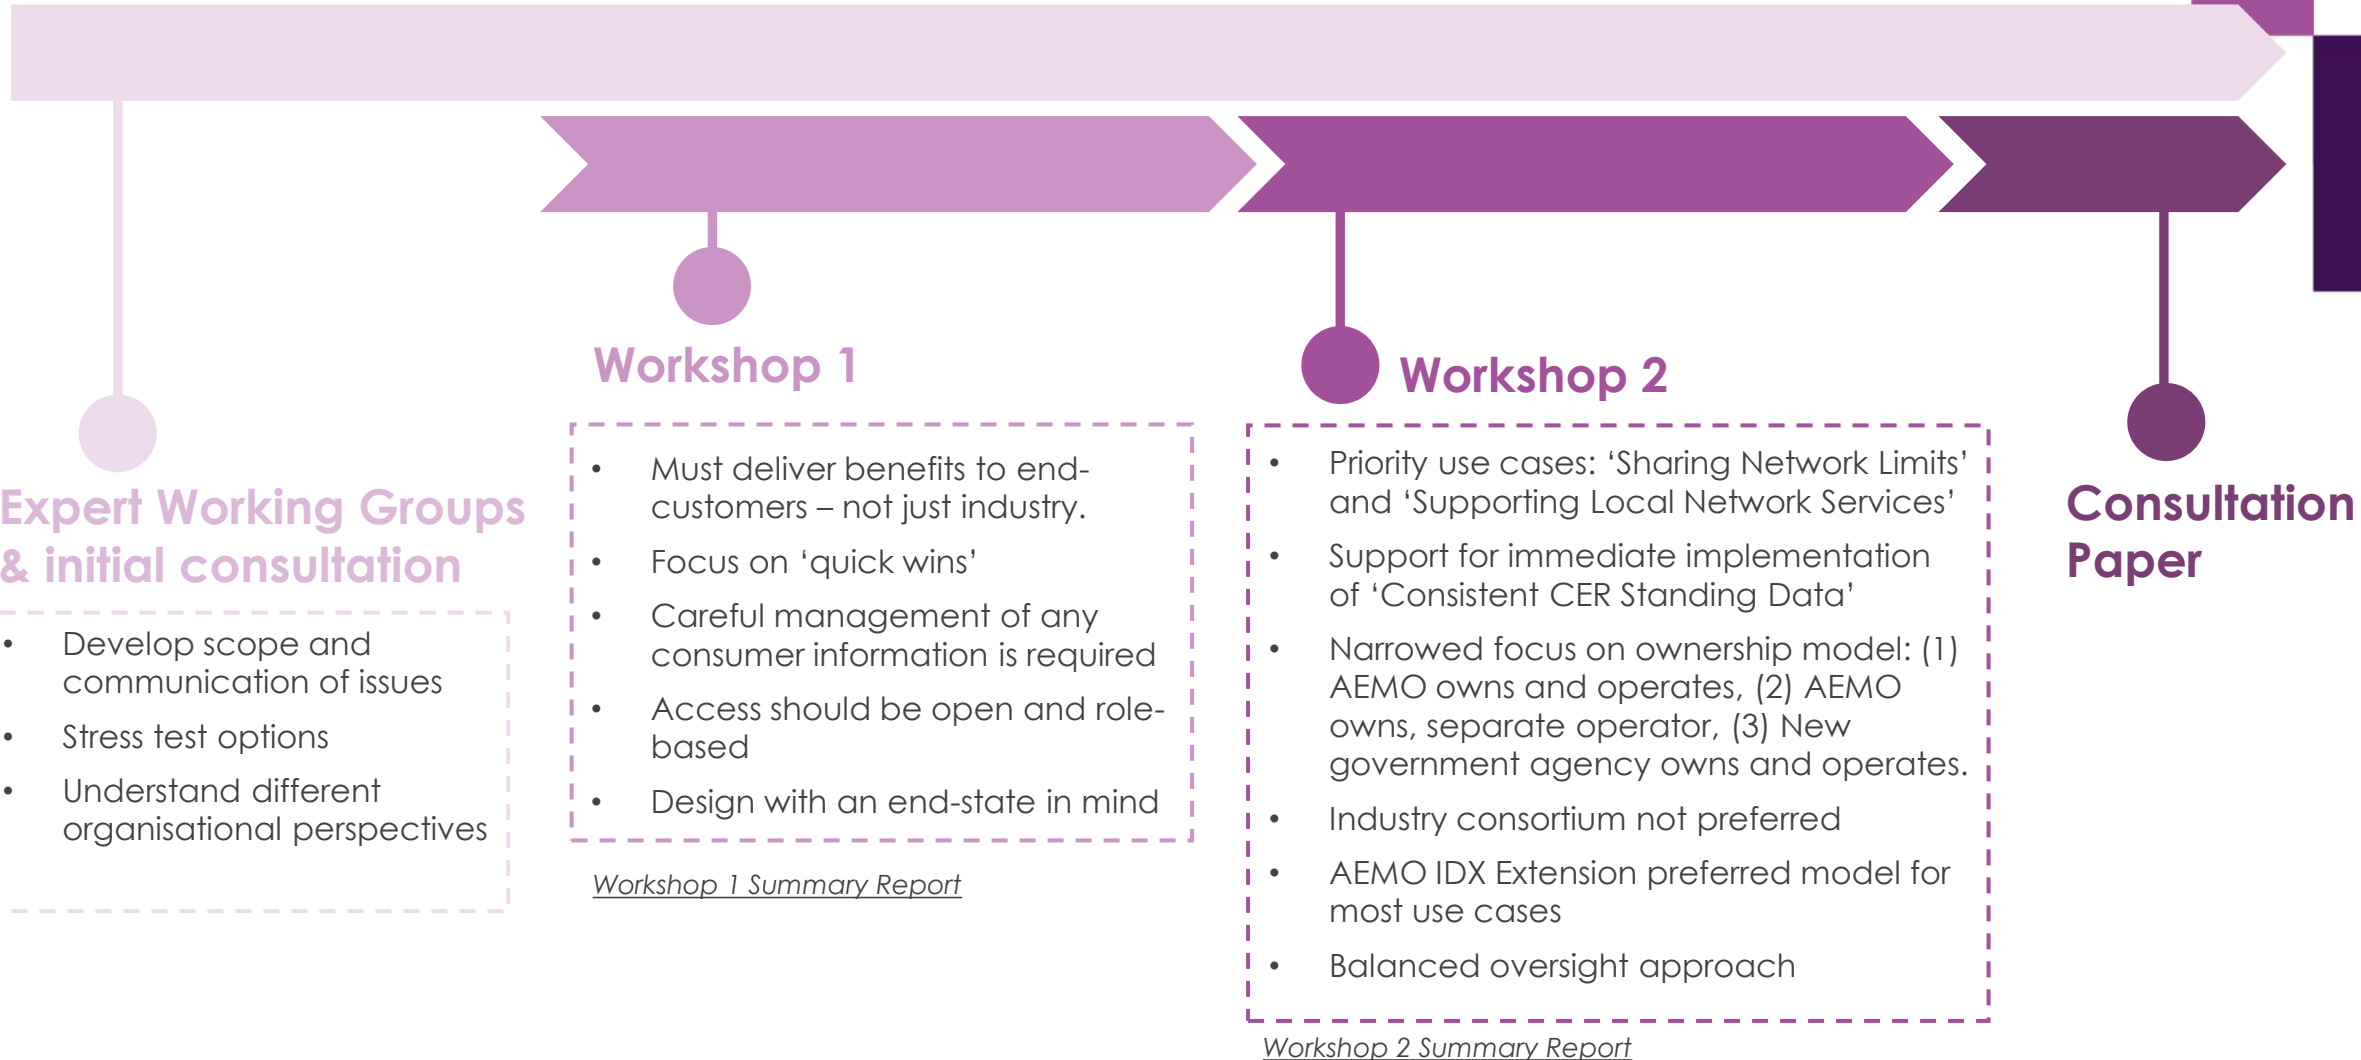 Expert Working Groups
& initial consultation
• Develop scope and
communication of issues
• Stress test options
• Understand different
organisational perspectives
Workshop 1
• Must deliver benefits to end-
customers – not just industry.
• Focus on ‘quick wins’
• Careful management of any
consumer information is required
• Access should be open and role-
based
• Design with an end-state in mind
Workshop 1 Summary Report
Workshop 2
• Priority use cases: ‘Sharing Network Limits’
and ‘Supporting Local Network Services’
• Support for immediate implementation
of ‘Consistent CER Standing Data’
• Narrowed focus on ownership model: (1)
AEMO owns and operates, (2) AEMO
owns, separate operator, (3) New
government agency owns and operates.
• Industry consortium not preferred
• AEMO IDX Extension preferred model for
most use cases
• Balanced oversight approach
Workshop 2 Summary Report
Consultation
Paper